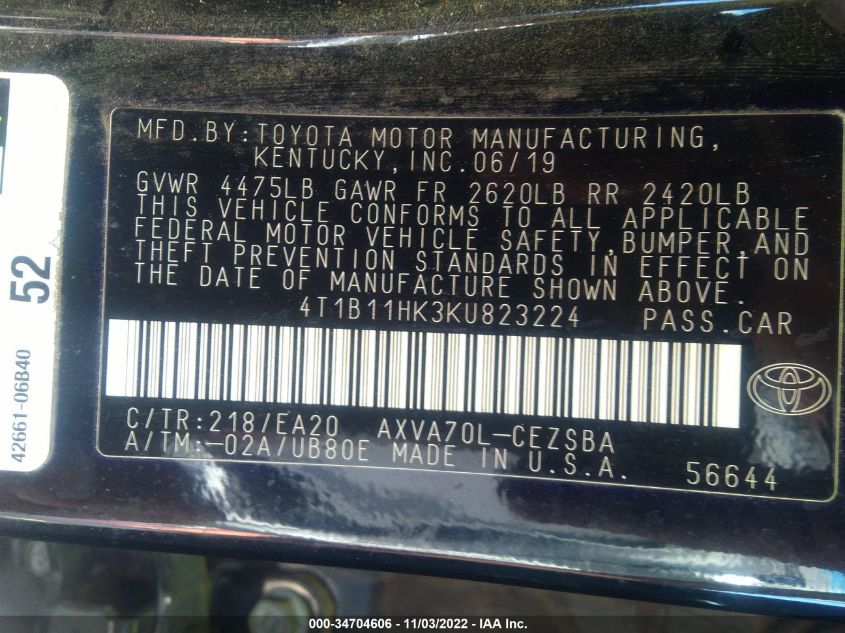 MFD.BY:TOYOTA MOTOR MANUFACTURING,
KENTUCKY,INC.06/19
GVWR 4475LB GAWR FR 2620LB RR 2420LB
THIS VEHICLE CONFORMS TO ALL APPLICABLE
FEDERAL MOTOR VEHICLE SAFETY,BUMPER,AND
THEFT PREVENTION STANDARDS IN EFFECT ON
THE DATE OF MANUFACTURE SHOWN ABOVE.
4T1B11HK3KU823224 PASS.CAR
C/TR:218/EA20 AXVA70L-CEZSBA
A/TM:-02A/UB80E MADE IN U.S.A. 56644
52
42661-06B40
000-34704606 - 11/03/2022 - IAA Inc.